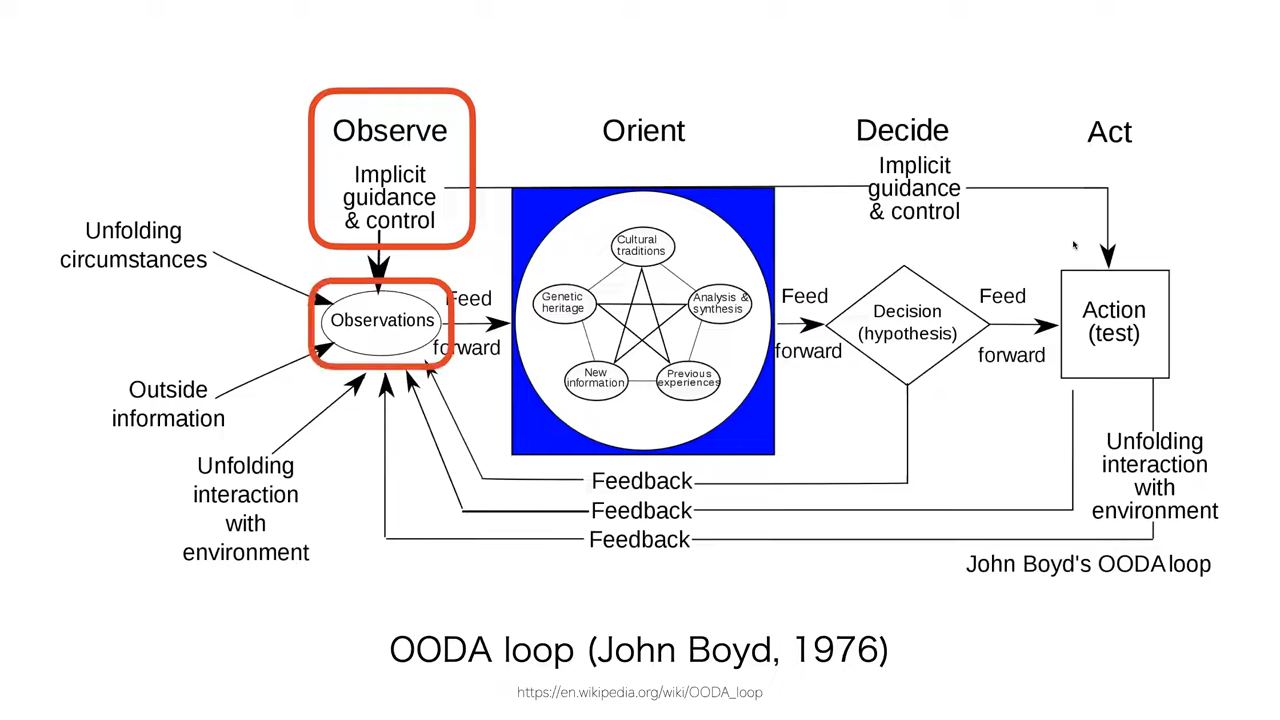 Observe
Orient
Decide
Act
Implicit
guidance
& control
Implicit
guidance
& control
Unfolding
circumstances
Observations
Outside
information
Unfolding
interaction
with
environment
Feed
forward
Cultural
traditions
Genetic
heritage
Analysis &
synthesis
New
information
Previous
experiences
Feed
forward
Decision
(hypothesis)
Feed
forward
Action
(test)
Unfolding
interaction
with
environment
Feedback
Feedback
Feedback
John Boyd's OODA loop
OODA loop (John Boyd, 1976)
https://en.wikipedia.org/wiki/OODA_loop